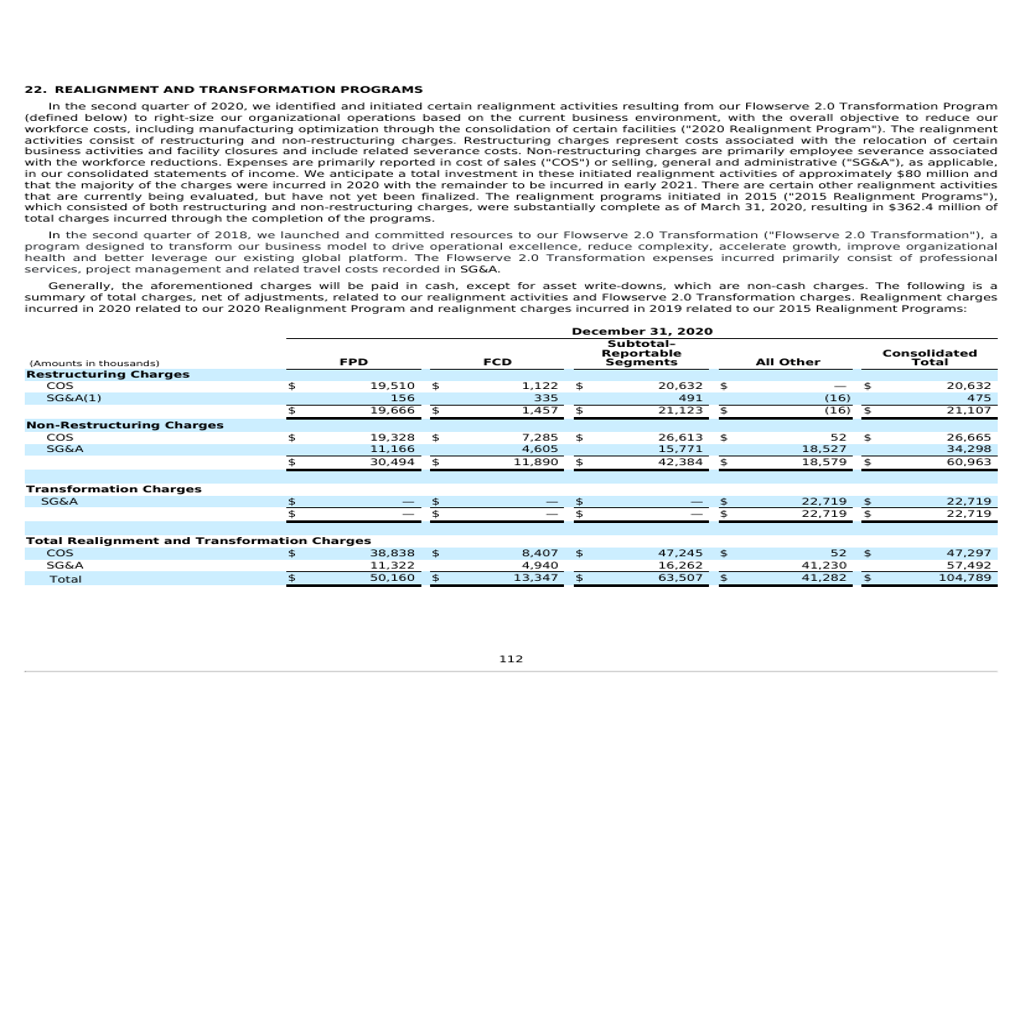 22. REALIGNMENT AND TRANSFORMATION PROGRAMS
In the second quarter of 2020, we identified and initiated certain realignment activities resulting from our Flowserve 2.0 Transformation Program
(defined below) to right-size our organizational operations based on the current business environment, with the overall objective to reduce our
workforce costs, including manufacturing optimization through the consolidation of certain facilities ("2020 Realignment Program"). The realignment
activities consist of restructuring and non-restructuring charges. Restructuring charges represent costs associated with the relocation of certain
business activities and facility closures and include related severance costs. Non-restructuring charges are primarily employee severance associated
with the workforce reductions. Expenses are primarily reported in cost of sales ("COS") or selling, general and administrative ("SG&A"), as applicable,
in our consolidated statements of income. We anticipate a total investment in these initiated realignment activities of approximately $80 million and
that the majority of the charges were incurred in 2020 with the remainder to be incurred in early 2021. There are certain other realignment activities
that are currently being evaluated, but have not yet been finalized. The realignment programs initiated in 2015 ("2015 Realignment Programs"),
which consisted of both restructuring and non-restructuring charges, were substantially complete as of March 31, 2020, resulting in $362.4 million of
total charges incurred through the completion of the programs.
In the second quarter of 2018, we launched and committed resources to our Flowserve 2.0 Transformation ("Flowserve 2.0 Transformation"), a
program designed to transform our business model to drive operational excellence, reduce complexity, accelerate growth, improve organizational
health and better leverage our existing global platform. The Flowserve 2.0 Transformation expenses incurred primarily consist of professional
services, project management and related travel costs recorded in SG&A.
Generally, the aforementioned charges will be paid in cash, except for asset write-downs, which are non-cash charges. The following is a
summary of total charges, net of adjustments, related to our realignment activities and Flowserve 2.0 Transformation charges. Realignment charges
incurred in 2020 related to our 2020 Realignment Program and realignment charges incurred in 2019 related to our 2015 Realignment Programs:
December 31, 2020
(Amounts in thousands) FPD FCD Subtotal– Reportable Segments All Other Consolidated Total
Restructuring Charges
COS $ 19,510 $ 1,122 $ 20,632 $ — $ 20,632
SG&A(1) 156 335 491 (16) 475
$ 19,666 $ 1,457 $ 21,123 $ (16) $ 21,107
Non-Restructuring Charges
COS $ 19,328 $ 7,285 $ 26,613 $ 52 $ 26,665
SG&A 11,166 4,605 15,771 18,527 34,298
$ 30,494 $ 11,890 $ 42,384 $ 18,579 $ 60,963
Transformation Charges
SG&A $ — $ — $ — $ 22,719 $ 22,719
$ — $ — $ — $ 22,719 $ 22,719
Total Realignment and Transformation Charges
COS $ 38,838 $ 8,407 $ 47,245 $ 52 $ 47,297
SG&A 11,322 4,940 16,262 41,230 57,492
Total $ 50,160 $ 13,347 $ 63,507 $ 41,282 $ 104,789
112